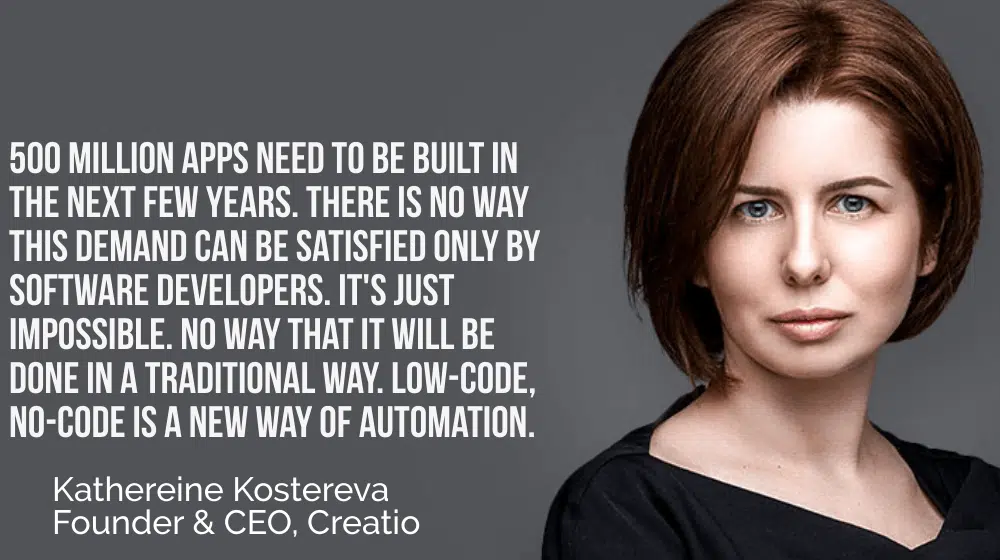 500 MILLION APPS NEED TO BE BUILT IN
THE NEXT FEW YEARS. THERE IS NO WAY
THIS DEMAND CAN BE SATISFIED ONLY BY
SOFTWARE DEVELOPERS. IT'S JUST
IMPOSSIBLE. NO WAY THAT IT WILL BE
DONE IN A TRADITIONAL WAY. LOW-CODE,
NO-CODE IS A NEW WAY OF AUTOMATION.
Kathereine Kostereva
Founder & CEO, Creatio